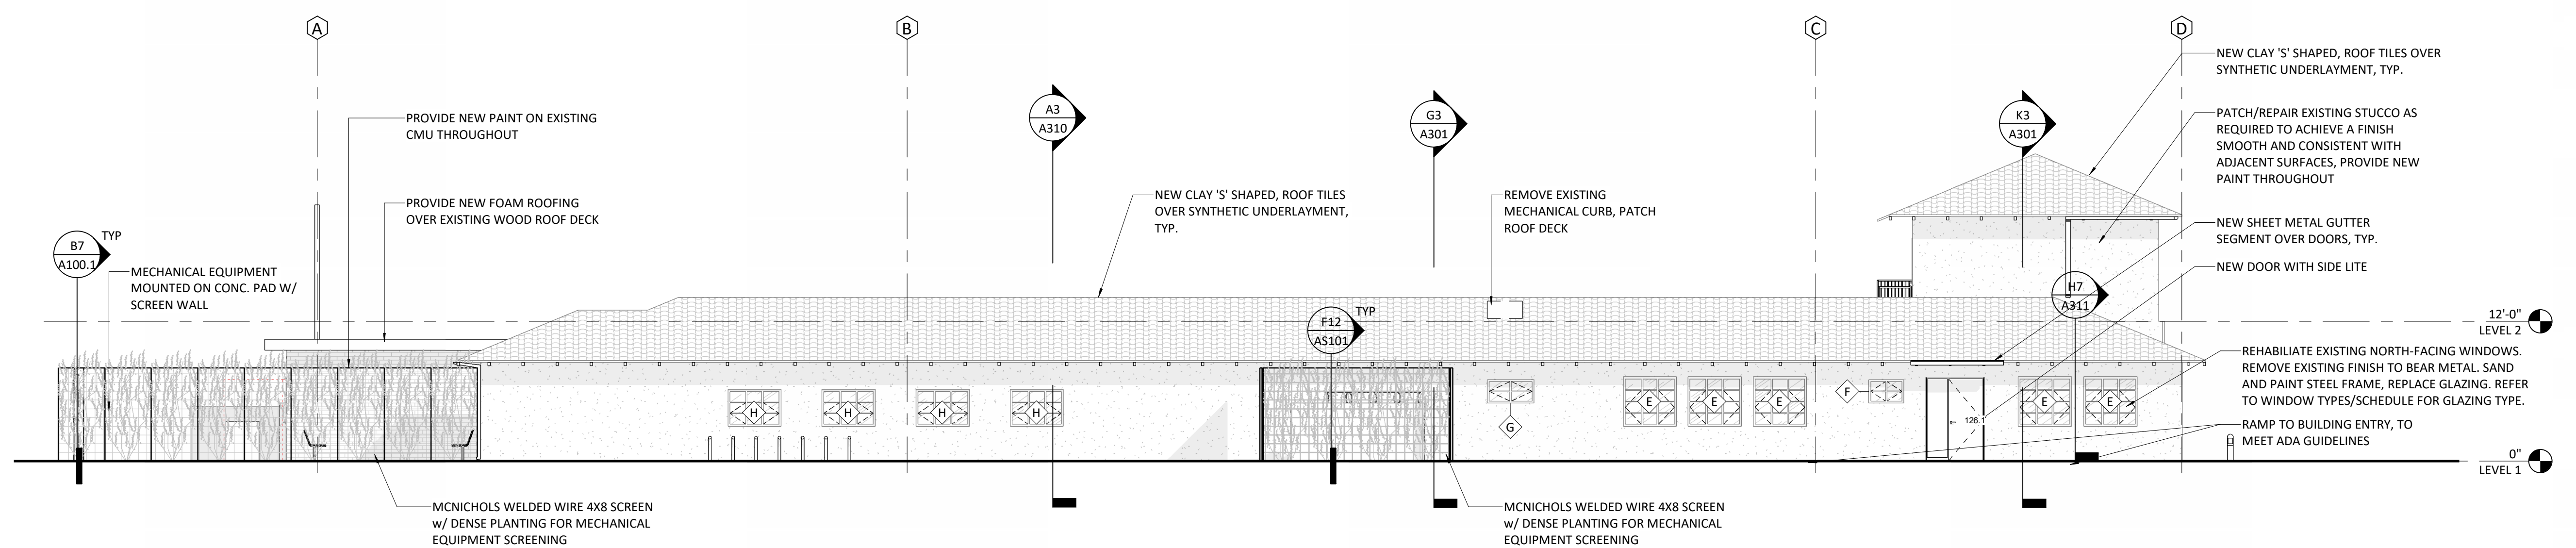 A
B
C
D
A3
A310
G3
A301
K3
A301
B7
A100.1
TYP
F12
AS101
TYP
H7
A311
PROVIDE NEW PAINT ON EXISTING
CMU THROUGHOUT
PROVIDE NEW FOAM ROOFING
OVER EXISTING WOOD ROOF DECK
MECHANICAL EQUIPMENT
MOUNTED ON CONC. PAD W/
SCREEN WALL
NEW CLAY 'S' SHAPED, ROOF TILES
OVER SYNTHETIC UNDERLAYMENT,
TYP.
REMOVE EXISTING
MECHANICAL CURB, PATCH
ROOF DECK
NEW CLAY 'S' SHAPED, ROOF TILES OVER
SYNTHETIC UNDERLAYMENT, TYP.
PATCH/REPAIR EXISTING STUCCO AS
REQUIRED TO ACHIEVE A FINISH
SMOOTH AND CONSISTENT WITH
ADJACENT SURFACES, PROVIDE NEW
PAINT THROUGHOUT
NEW SHEET METAL GUTTER
SEGMENT OVER DOORS, TYP.
NEW DOOR WITH SIDE LITE
12'-0"
LEVEL 2
REHABILIATE EXISTING NORTH-FACING WINDOWS.
REMOVE EXISTING FINISH TO BEAR METAL. SAND
AND PAINT STEEL FRAME, REPLACE GLAZING. REFER
TO WINDOW TYPES/SCHEDULE FOR GLAZING TYPE.
RAMP TO BUILDING ENTRY, TO
MEET ADA GUIDELINES
0"
LEVEL 1
H
H
H
H
G
E
E
E
F
126.1
E
E
MCNICHOLS WELDED WIRE 4X8 SCREEN
w/ DENSE PLANTING FOR MECHANICAL
EQUIPMENT SCREENING
MCNICHOLS WELDED WIRE 4X8 SCREEN
w/ DENSE PLANTING FOR MECHANICAL
EQUIPMENT SCREENING